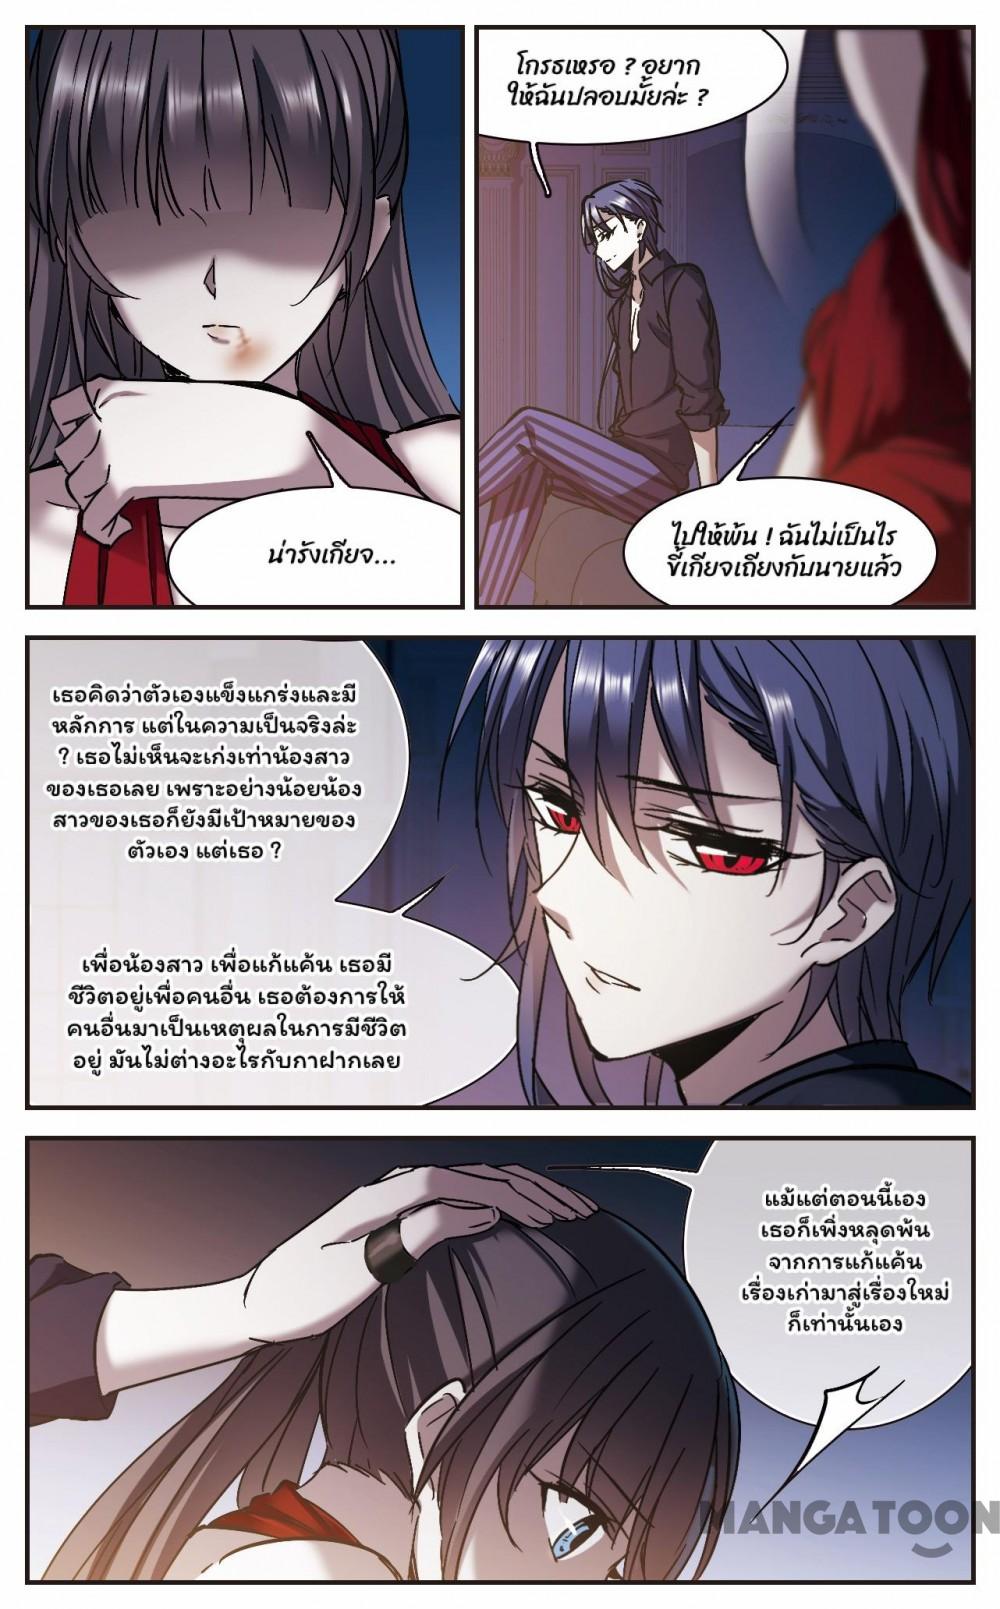 น่ารังเกียจ...
โกรธเหรอ ? อยาก
ให้ฉันปลอบมั้ยล่ะ ?
ไปให้พ้น ! ฉันไม่เป็นไร
ขี้เกียจเถียงกับนายแล้ว
เธอคิดว่าตัวเองแข็งแกร่งและมี
หลักการ แต่ในความเป็นจริงล่ะ
? เธอไม่เห็นจะเก่งเท่าน้องสาว
ของเธอเลย เพราะอย่างน้อยน้อง
สาวของเธอก็ยังมีเป้าหมายของ
ตัวเอง แต่เธอ ?
เพื่อน้องสาว เพื่อแก้แค้น เธอมี
ชีวิตอยู่เพื่อคนอื่น เธอต้องการให้
คนอื่นมาเป็นเหตุผลในการมีชีวิต
อยู่ มันไม่ต่างอะไรกับกาฝากเลย
แม้แต่ตอนนี้เอง
เธอก็เพิ่งหลุดพ้น
จากการแก้แค้น
เรื่องเก่ามาสู่เรื่องใหม่
ก็เท่านั้นเอง
MANGATOON